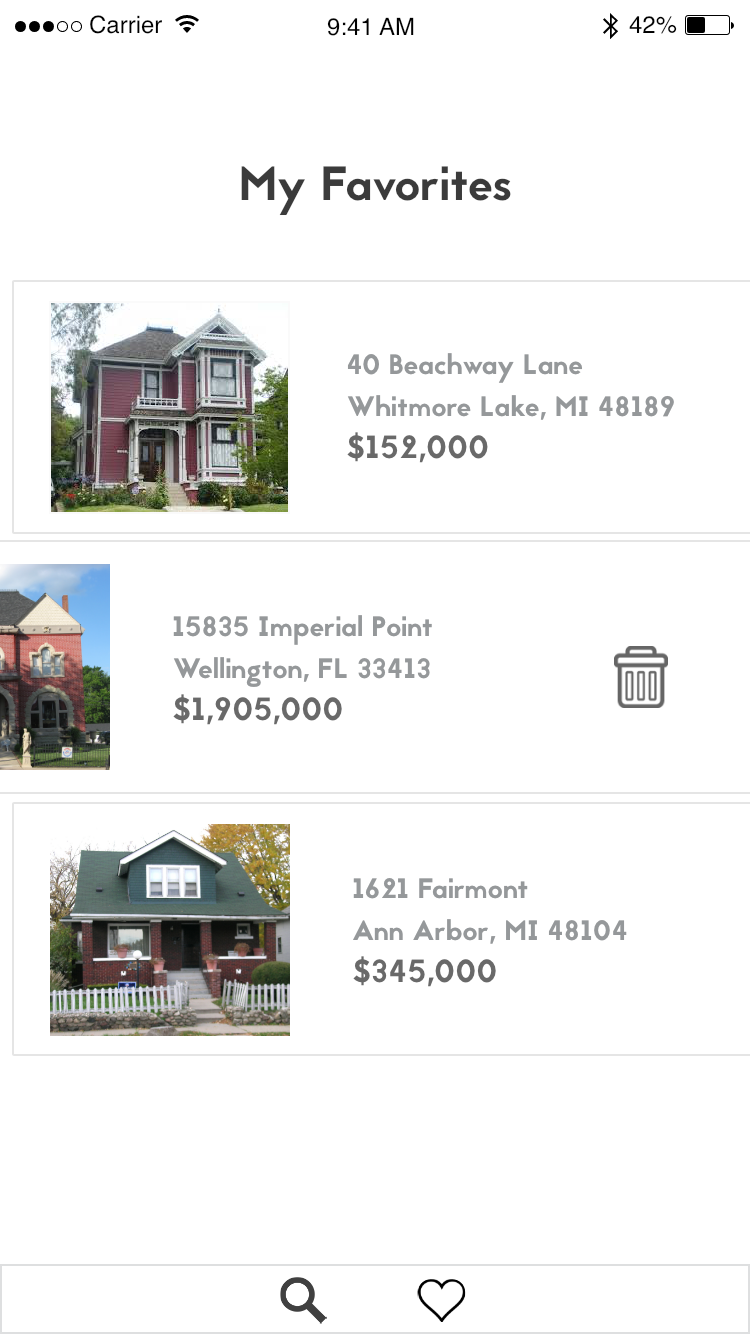 Carrier 9:41 AM 42%
My Favorites
40 Beachway Lane
Whitmore Lake, MI 48189
$152,000
15835 Imperial Point
Wellington, FL 33413
$1,905,000
1621 Fairmont
Ann Arbor, MI 48104
$345,000